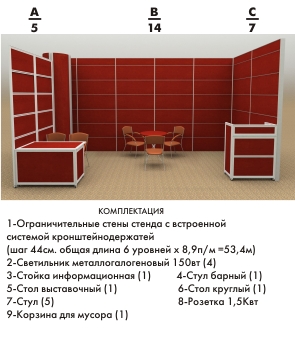 A B C
5 14 7
КОМПЛЕКТАЦИЯ
1-Ограничительные стены стенда с встроенной
системой кронштейнодержатей
(шаг 44см. общая длина 6 уровней х 8,9п/м =53,4м)
2-Светильник металлогалогеновый 150вт (4)
3-Стойка информационная (1) 4-Стул барный (1)
5-Стол выставочный (1) 6-Стол круглый (1)
7-Стул (5) 8-Розетка 1,5Квт
9-Корзина для мусора (1)